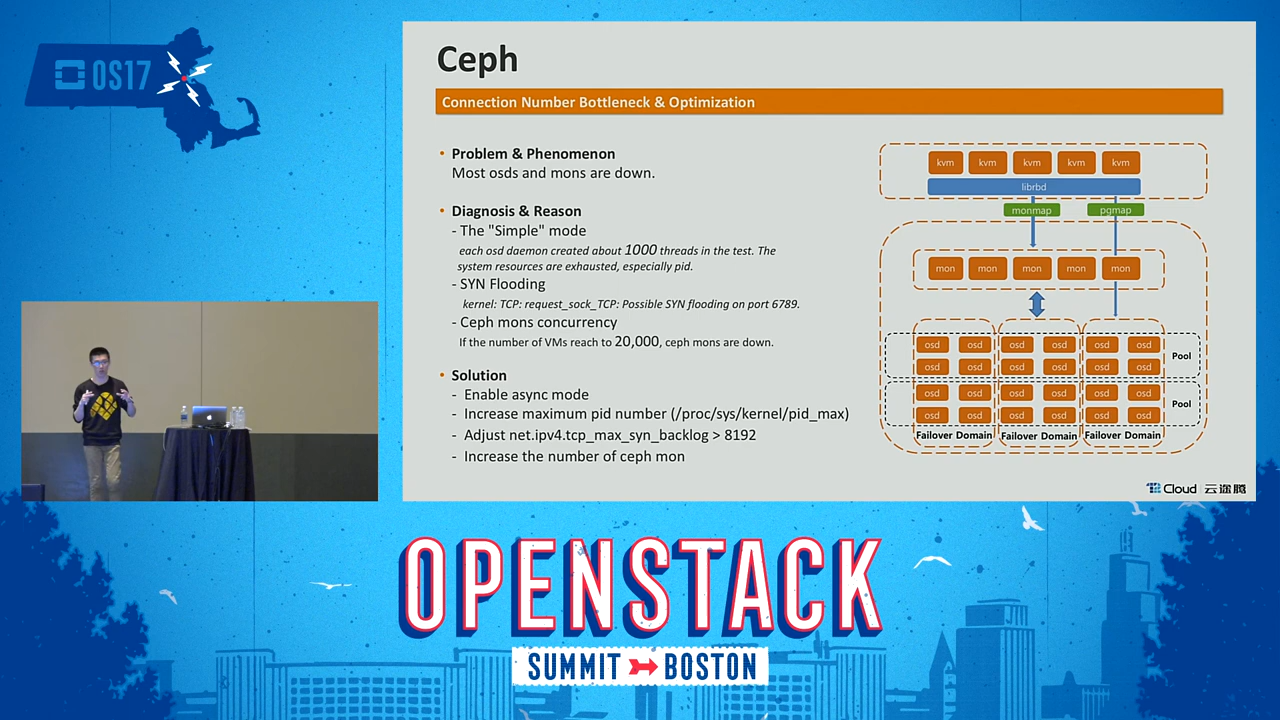 OS17
Ceph
Connection Number Bottleneck & Optimization
• Problem & Phenomenon
Most osds and mons are down.
• Diagnosis & Reason
- The "Simple" mode
each osd daemon created about 1000 threads in the test. The
system resources are exhausted, especially pid.
- SYN Flooding
kernel: TCP: request_sock_TCP: Possible SYN flooding on port 6789.
- Ceph mons concurrency
If the number of VMs reach to 20,000, ceph mons are down.
• Solution
- Enable async mode
- Increase maximum pid number (/proc/sys/kernel/pid_max)
- Adjust net.ipv4.tcp_max_syn_backlog > 8192
- Increase the number of ceph mon
kvm kvm kvm kvm kvm
librbd
monmap pgmap
mon mon mon mon mon
osd osd osd osd osd osd
Pool
osd osd osd osd osd osd
osd osd osd osd osd osd
Pool
osd osd osd osd osd osd
Failover Domain Failover Domain Failover Domain
Cloud 云途腾
OPENSTACK
SUMMIT BOSTON